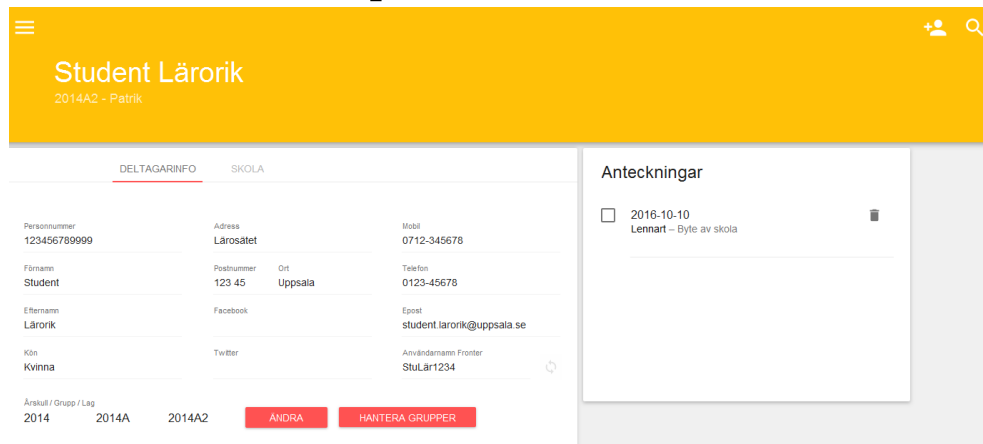 Student Lärorik
2014A2 - Patrik
DELTAGARINFO SKOLA
Personnummer Adress Mobil
123456789999 Lärosätet 0712-345678
Förnamn Postnummer Ort Telefon
Student 123 45 Uppsala 0123-45678
Efternamn Facebook Epost
Lärorik student.larorik@uppsala.se
Kön Twitter Användarnamn Fronter
Kvinna StuLär1234
Årskull / Grupp / Lag
2014 2014A 2014A2 ÄNDRA HANTERA GRUPPER
Anteckningar
2016-10-10
Lennart – Byte av skola